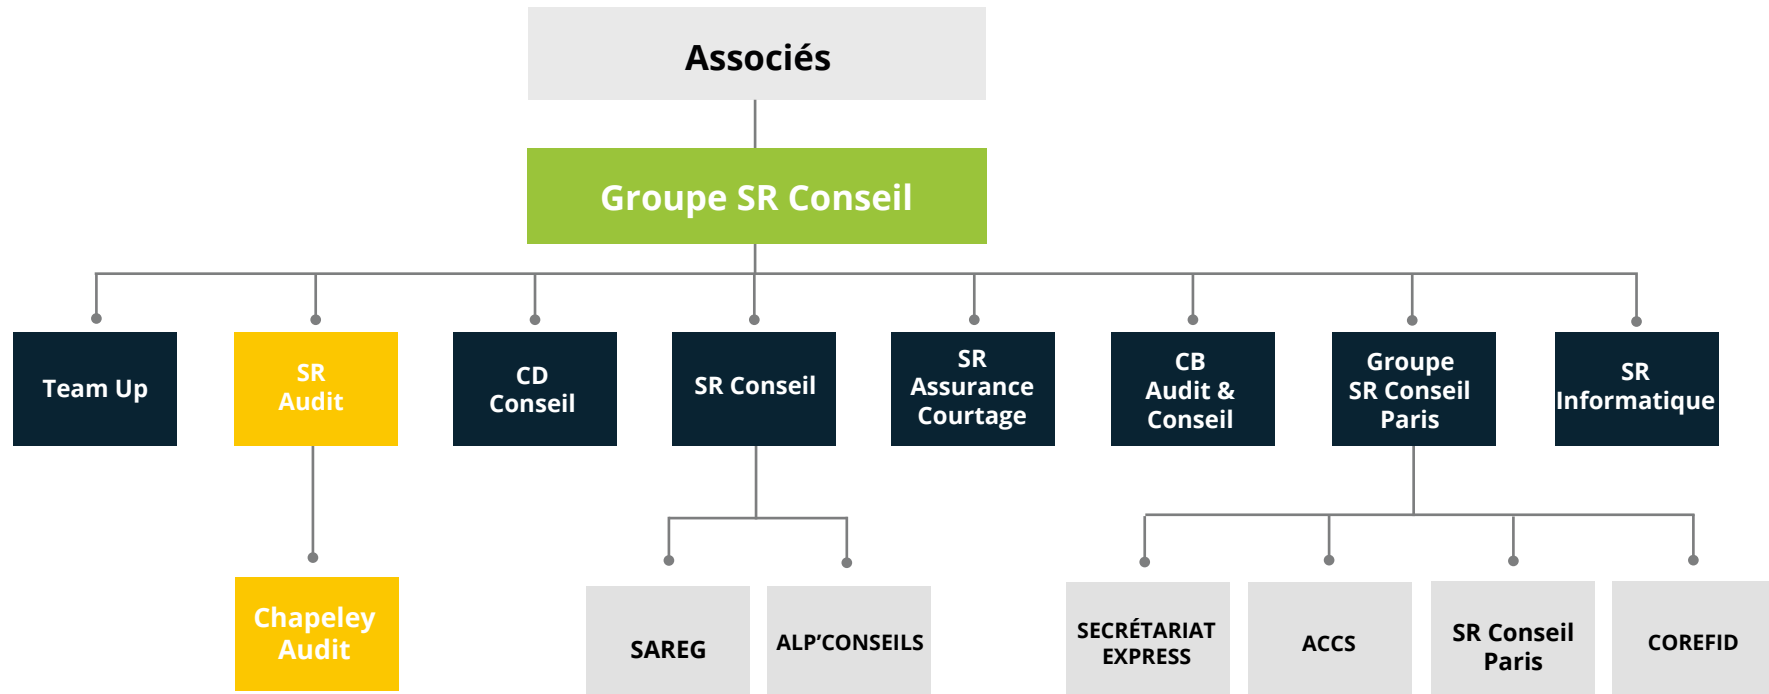 Associés
Groupe SR Conseil
Team Up
SR
Audit
CD
Conseil
SR Conseil
SR
Assurance
Courtage
CB
Audit &
Conseil
Groupe
SR Conseil
Paris
SR
Informatique
Chapeley
Audit
SAREG
ALP’CONSEILS
SECRÉTARIAT
EXPRESS
ACCS
SR Conseil
Paris
COREFID